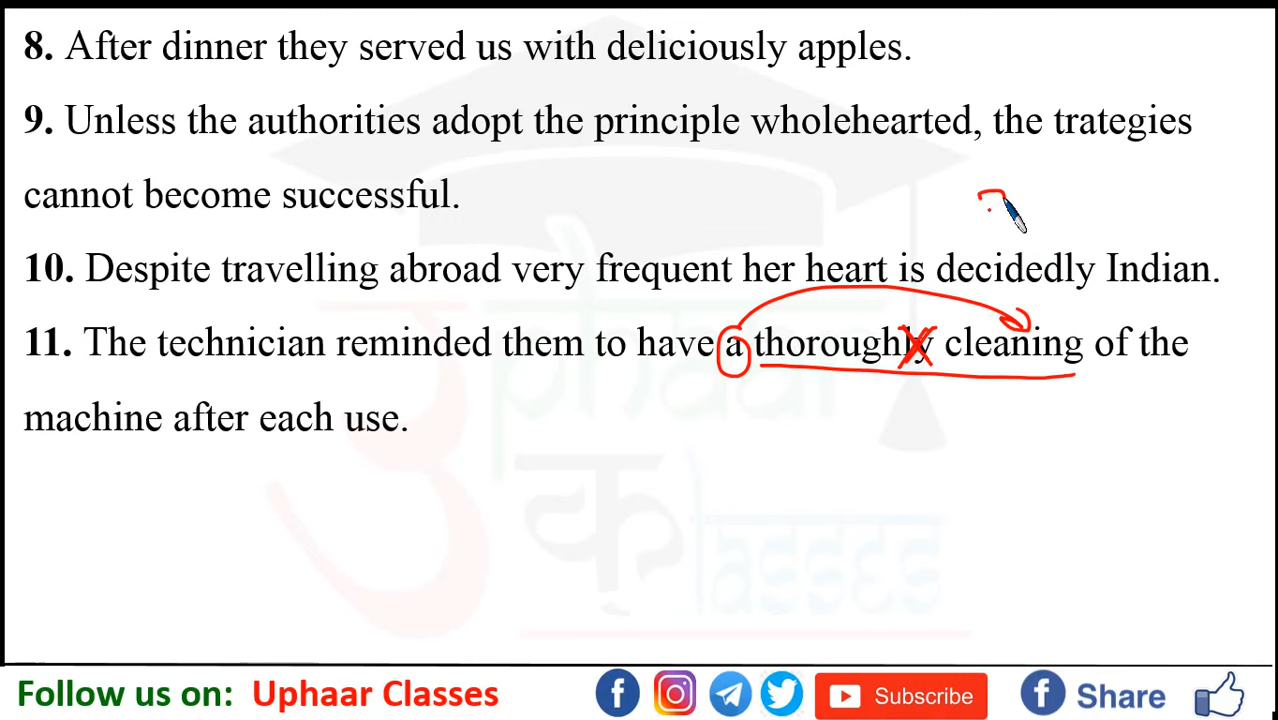 8. After dinner they served us with deliciously apples.
9. Unless the authorities adopt the principle wholehearted, the trategies
cannot become successful.
10. Despite travelling abroad very frequent her heart is decidedly Indian.
11. The technician reminded them to have a thoroughly cleaning of the
machine after each use.
उphaar
कlasses
Follow us on: Uphaar Classes
Subscribe
Share